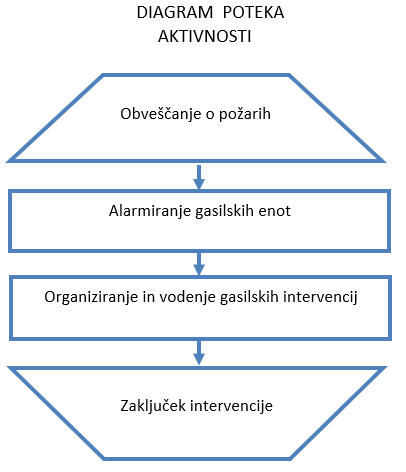 DIAGRAM POTEKA
AKTIVNOSTI
Obveščanje o požarih
Alarmiranje gasilskih enot
Organiziranje in vodenje gasilskih intervencij
Zaključek intervencije